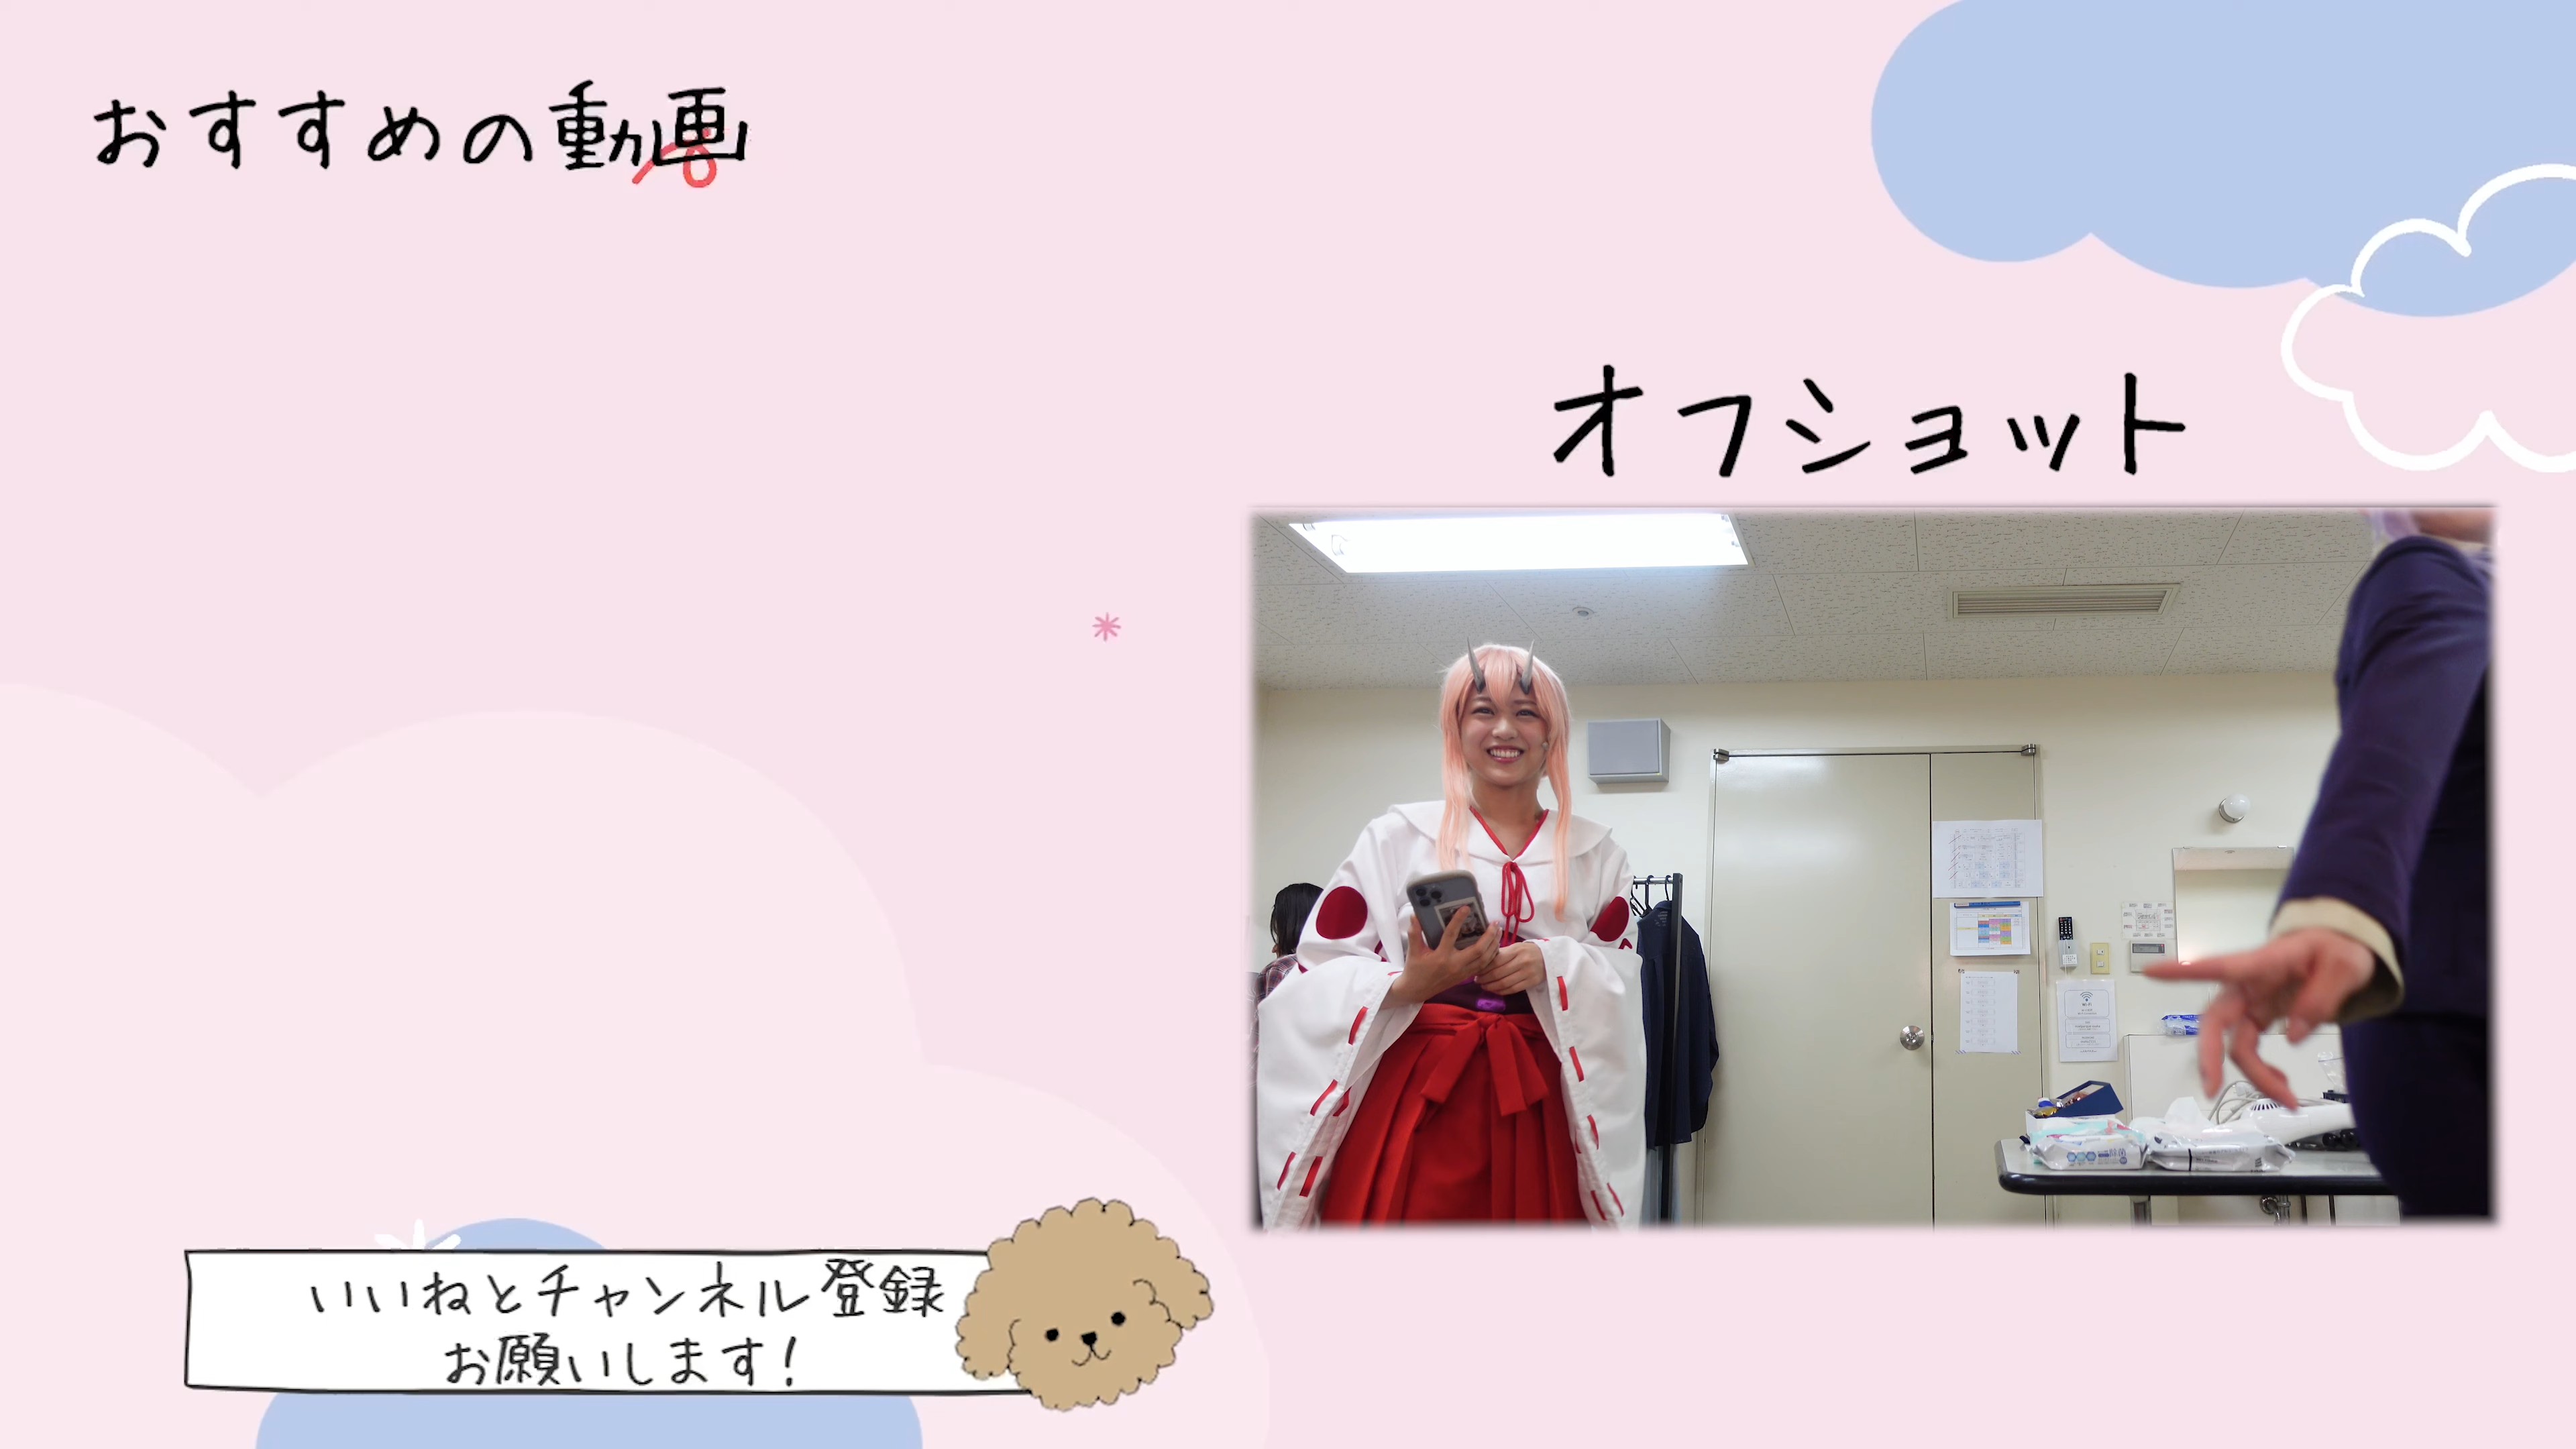 おすすめの動画
オフショット
いいねとチャンネル登録
お願いします!